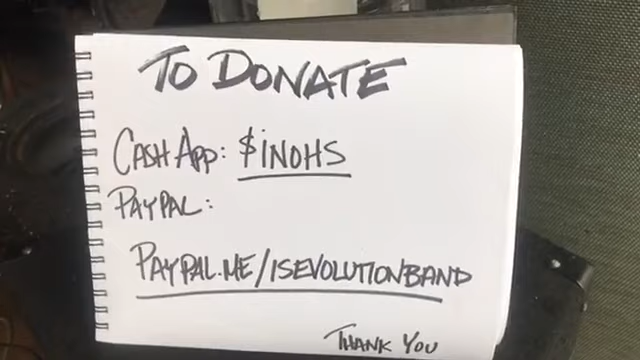 TO DONATE
CASH APP: $INOHS
PAYPAL:
PAYPAL.ME/ISEVOLUTIONBAND
THANK YOU